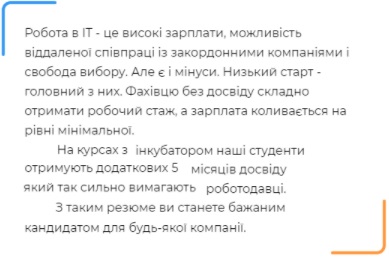 Робота в IT - це високі зарплати, можливість
віддаленої співпраці із закордонними компаніями і
свобода вибору. Але є і мінуси. Низький старт -
головний з них. Фахівцю без досвіду складно
отримати робочий стаж, а зарплата коливається на
рівні мінімальної.
На курсах з інкубатором наші студенти
отримують додаткових 5 місяців досвіду
який так сильно вимагають роботодавці.
З таким резюме ви станете бажаним
кандидатом для будь-якої компанії.